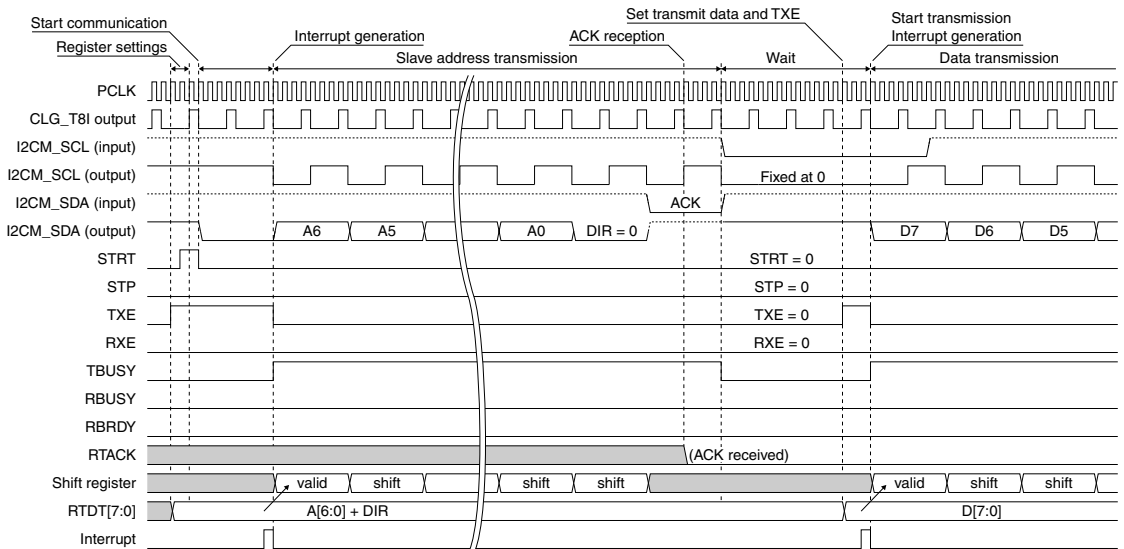 Set transmit data and TXE
Start communication
Start transmission
Register settings
Interrupt generation
ACK reception
Interrupt generation
Slave address transmission
Wait
Data transmission
PCLK
CLG_T8I output
I2CM_SCL (input)
I2CM_SCL (output)
Fixed at 0
I2CM_SDA (input)
ACK
I2CM_SDA (output)
A6
A5
A0
DIR = 0
D7
D6
D5
STRT
STRT = 0
STP
STP = 0
TXE
TXE = 0
RXE
RXE = 0
TBUSY
RBUSY
RBRDY
RTACK
(ACK received)
Shift register
valid
shift
shift
shift
valid
shift
shift
RTDT[7:0]
A[6:0] + DIR
D[7:0]
Interrupt